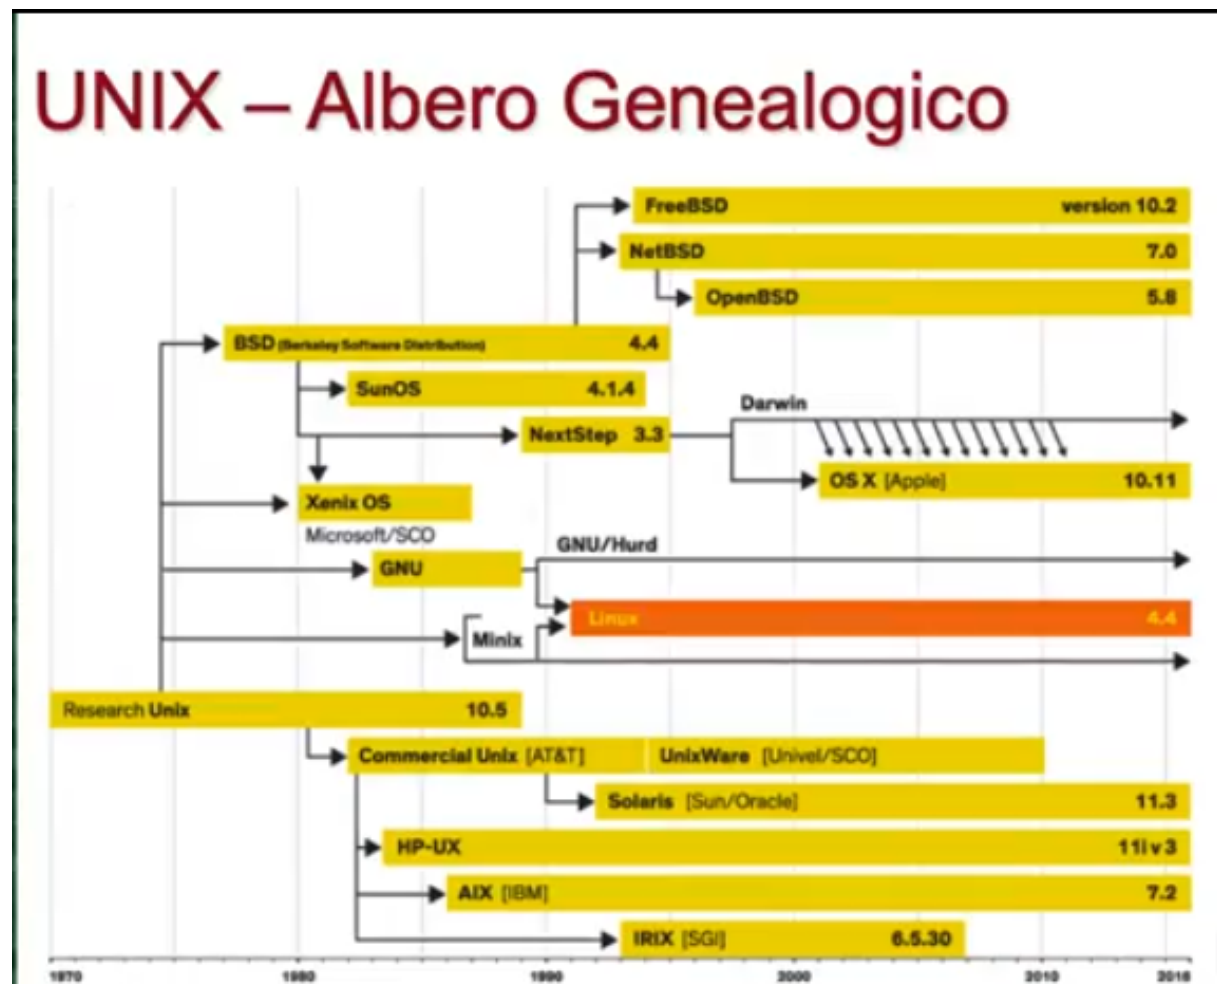 UNIX – Albero Genealogico
FreeBSD version 10.2
NetBSD 7.0
OpenBSD 5.8
BSD (Berkeley Software Distribution) 4.4
SunOS 4.1.4
Darwin
NextStep 3.3
OS X [Apple] 10.11
Xenix OS
Microsoft/SCO
GNU/Hurd
GNU
Linux 4.4
Minix
Research Unix 10.5
Commercial Unix [AT&T] UnixWare [Univel/SCO]
Solaris [Sun/Oracle] 11.3
HP-UX 11i v 3
AIX [IBM] 7.2
IRIX [SGI] 6.5.30
1970 1980 1990 2000 2010 2016